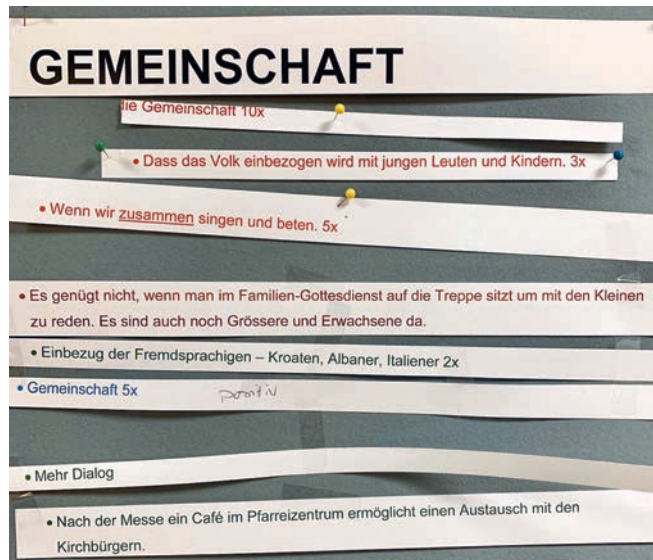 GEMEINSCHAFT
die Gemeinschaft 10x
• Dass das Volk einbezogen wird mit jungen Leuten und Kindern. 3x
• Wenn wir zusammen singen und beten. 5x
• Es genügt nicht, wenn man im Familien-Gottesdienst auf die Treppe sitzt um mit den Kleinen
zu reden. Es sind auch noch Grössere und Erwachsene da.
• Einbezug der Fremdsprachigen – Kroaten, Albaner, Italiener 2x
• Gemeinschaft 5x positiv
• Mehr Dialog
• Nach der Messe ein Café im Pfarreizentrum ermöglicht einen Austausch mit den
Kirchbürgern.